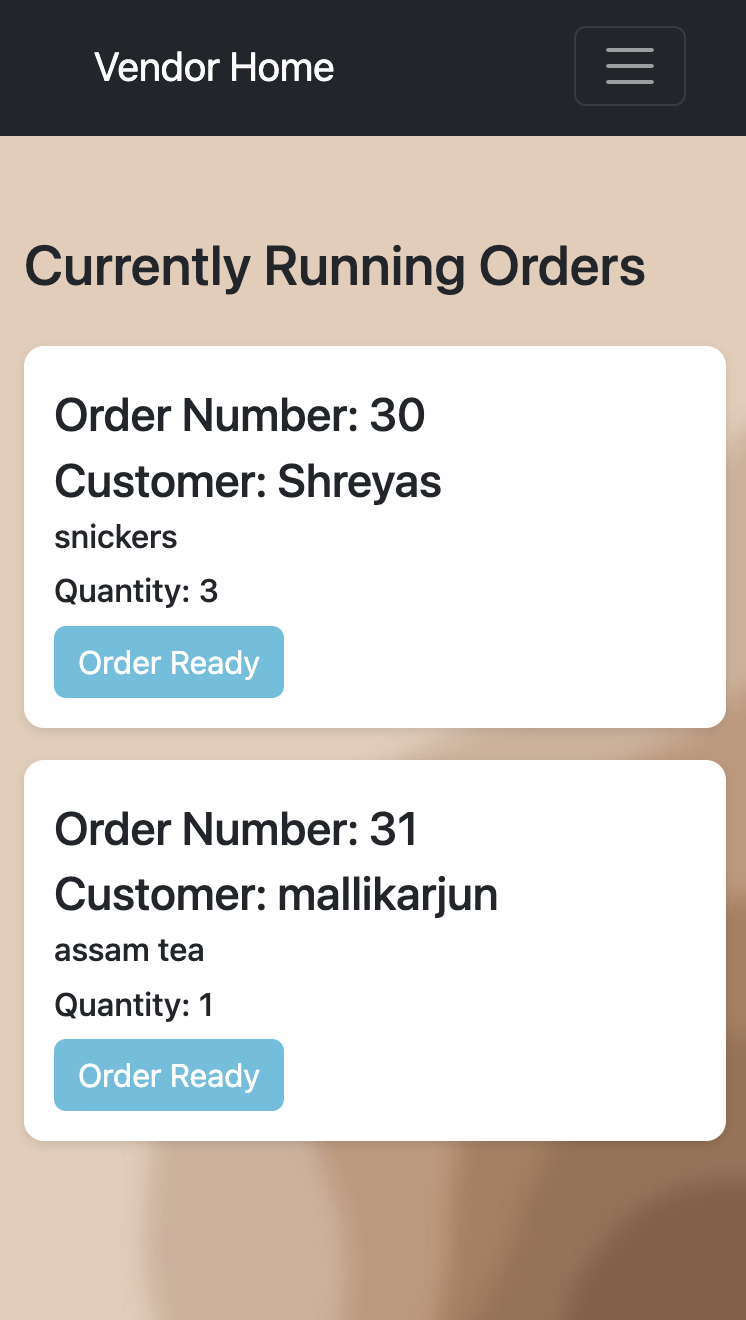 Vendor Home
Currently Running Orders
Order Number: 30
Customer: Shreyas
snickers
Quantity: 3
Order Ready
Order Number: 31
Customer: mallikarjun
assam tea
Quantity: 1
Order Ready